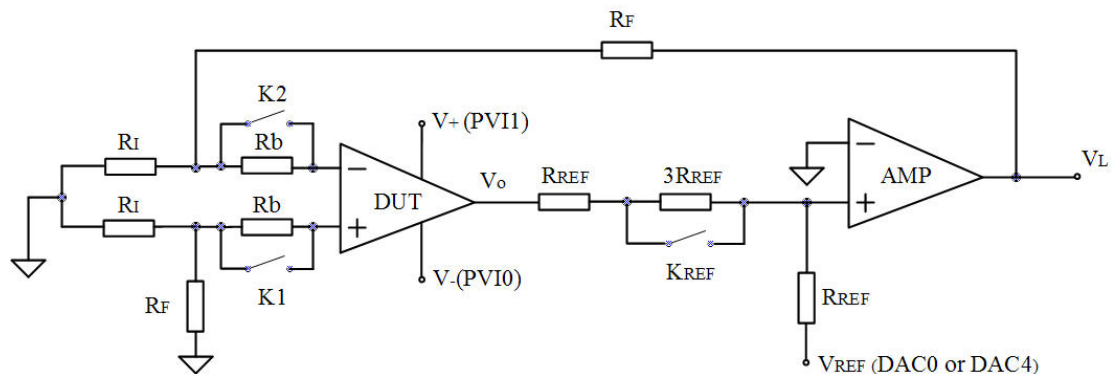 RF
K2
V+(PVI1)
RI
Rb
−
VL
Vo
RREF
3RREF
AMP
−
DUT
+
RI
Rb
+
KREF
V-(PVI0)
K1
RF
RREF
VREF (DAC0 or DAC4)